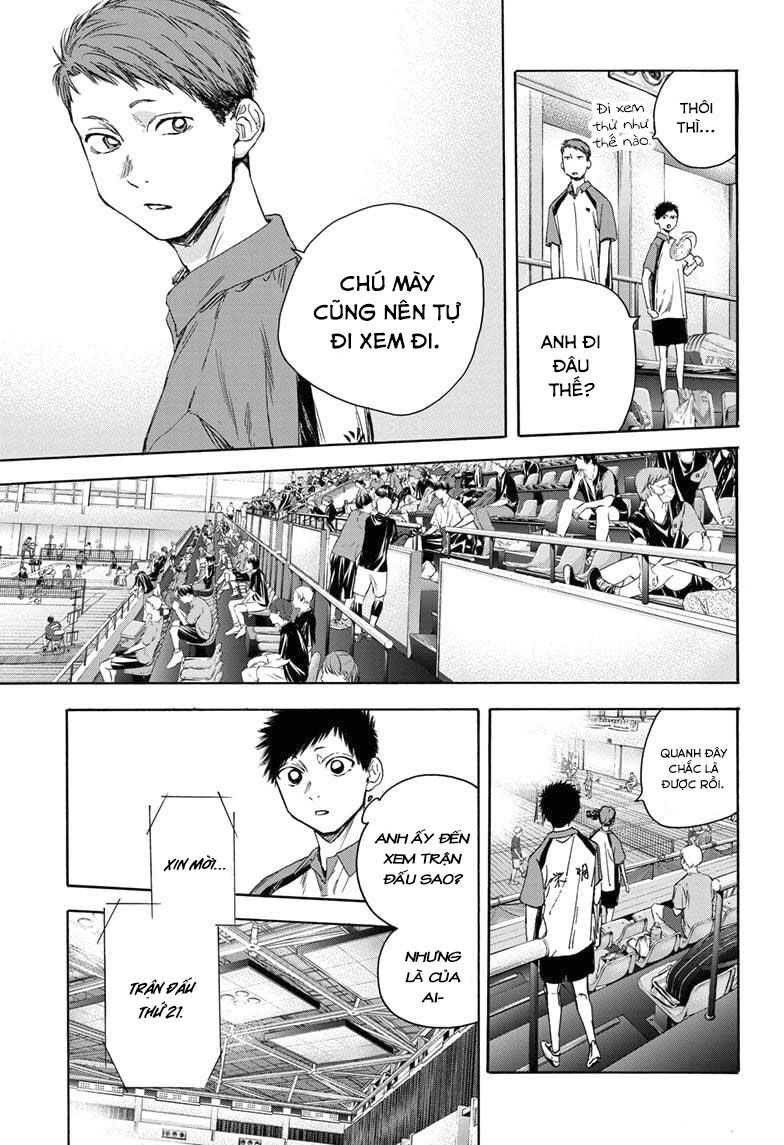 THÔI
THÌ...
Đi xem
thử như
thế nào.
ANH ĐI
ĐÂU
THẾ?
CHÚ MÀY
CŨNG NÊN TỰ
ĐI XEM ĐI.
QUANH ĐÂY
CHẮC LÀ
ĐƯỢC RỒI.
ANH ẤY ĐẾN
XEM TRẬN
ĐẤU SAO?
NHƯNG
LÀ CỦA
AI-
XIN MỜI...
TRẬN ĐẤU
THỨ 21.